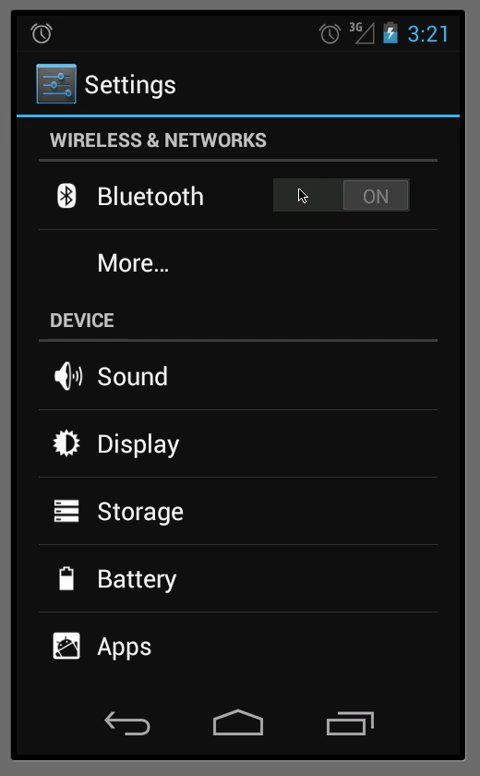 3G
3:21
Settings
WIRELESS & NETWORKS
Bluetooth
ON
More...
DEVICE
Sound
Display
Storage
Battery
Apps